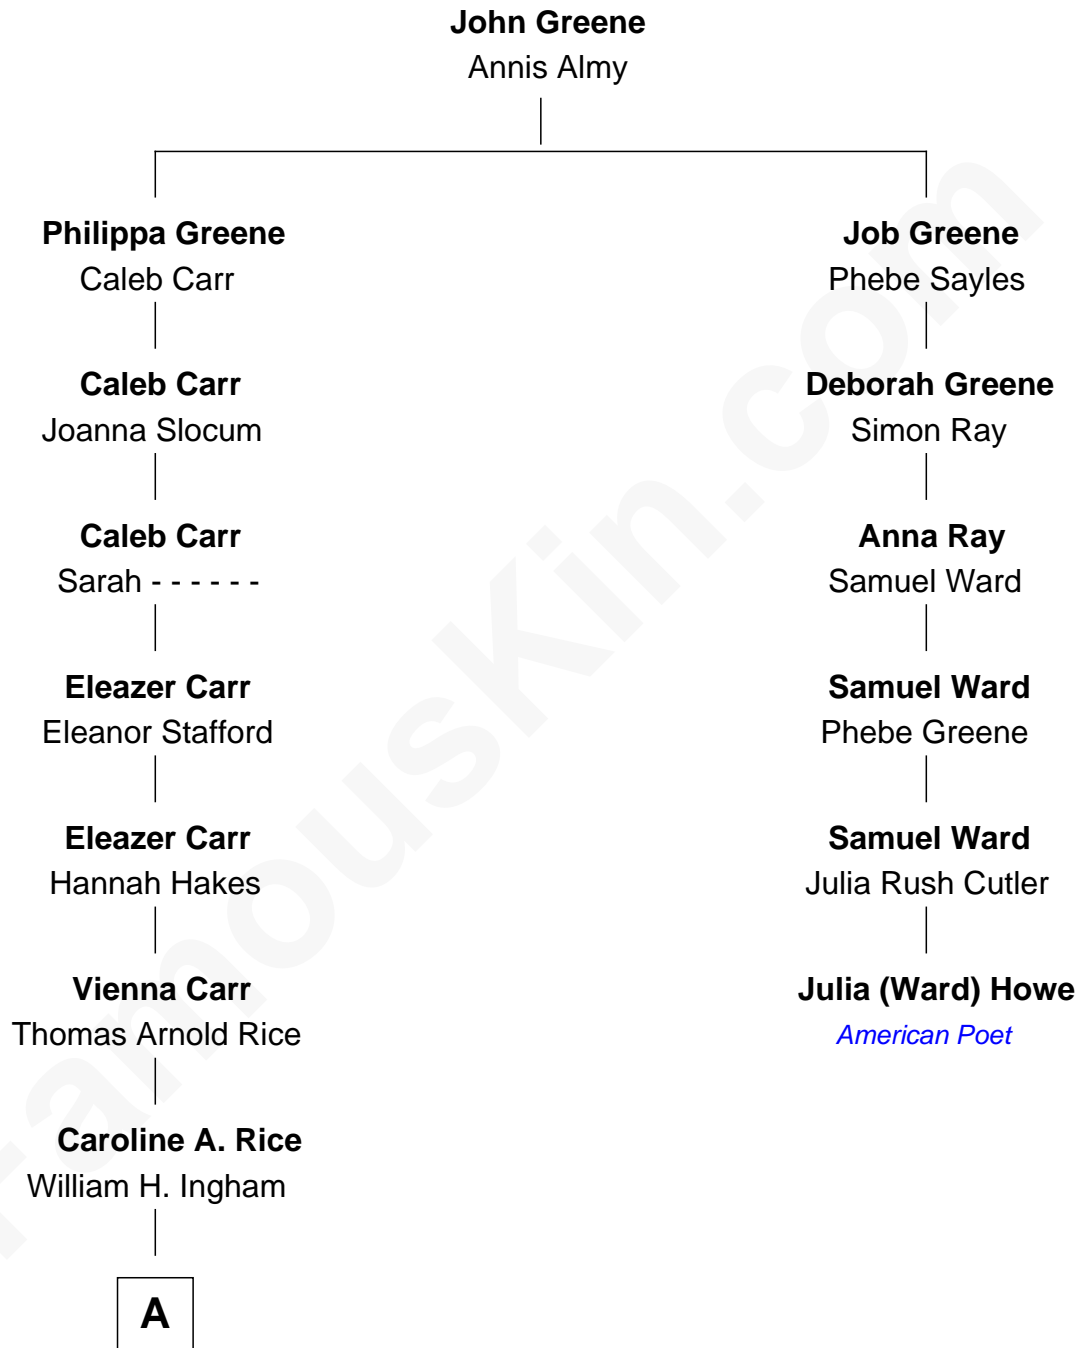 John Greene
Annis Almy
Philippa Greene
Caleb Carr
Job Greene
Phebe Sayles
Caleb Carr
Joanna Slocum
Deborah Greene
Simon Ray
Caleb Carr
Sarah - - - - - -
Anna Ray
Samuel Ward
Eleazer Carr
Eleanor Stafford
Samuel Ward
Phebe Greene
Eleazer Carr
Hannah Hakes
Samuel Ward
Julia Rush Cutler
Vienna Carr
Thomas Arnold Rice
Julia (Ward) Howe
American Poet
Caroline A. Rice
William H. Ingham
A
FamousKin.com